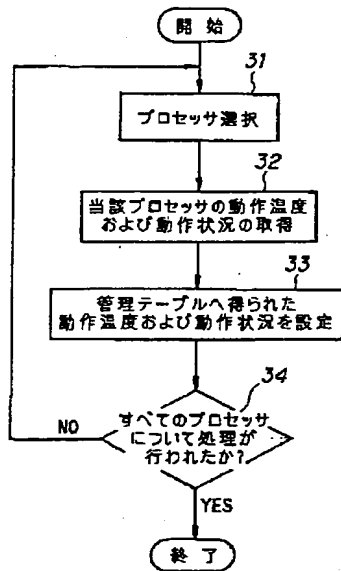 開始
31
プロセッサ選択
32
当該プロセッサの動作温度
および動作状況の取得
33
管理テーブルへ得られた
動作温度および動作状況を設定
34
すべてのプロセッサ
について処理が
行われたか?
NO
YES
終了